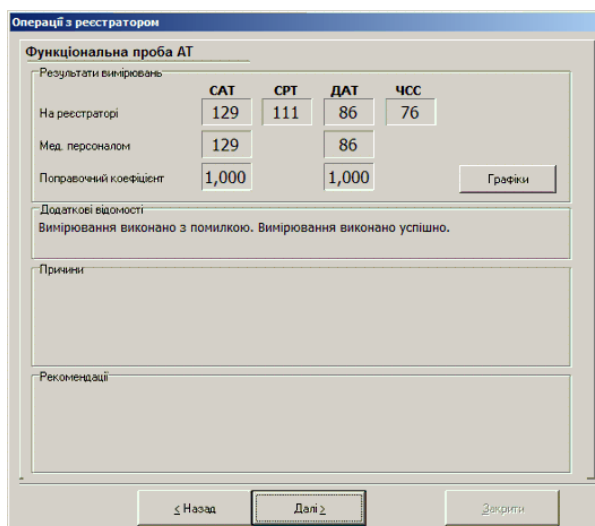 Операції з реєстратором
Функціональна проба АТ
Результати вимірювань
САТ СРТ ДАТ ЧСС
На реєстраторі 129 111 86 76
Мед. персоналом 129 86
Поправочний коефіцієнт 1,000 1,000 Графіки
Додаткові відомості
Вимірювання виконано з помилкою. Вимірювання виконано успішно.
Причини
Рекомендації
< Назад Далі > Закрити